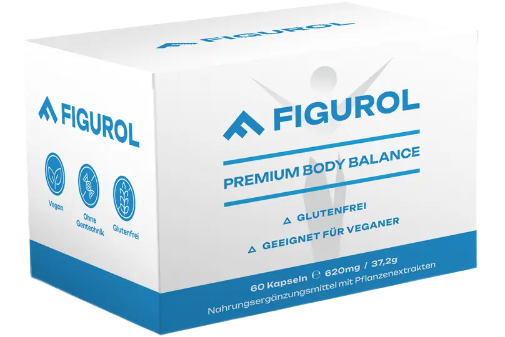 FIGUROL
FIGUROL
Vegan
Ohne
Gentechnik
Glutenfrei
FIGUROL
PREMIUM BODY BALANCE
GLUTENFREI
GEEIGNET FÜR VEGANER
60 Kapseln ℮ 620mg / 37,2g
Nahrungsergänzungsmittel mit Pflanzenextrakten